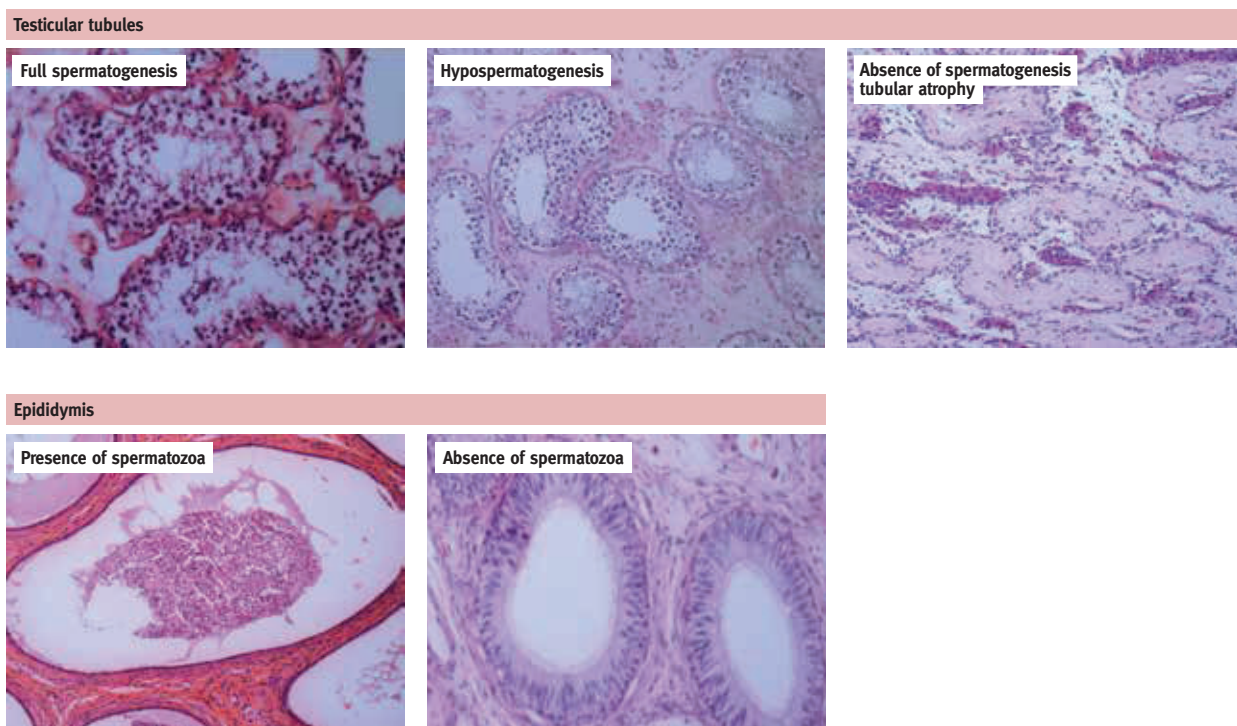 Testicular tubules
Full spermatogenesis
Hypospermatogenesis
Absence of spermatogenesis
tubular atrophy
Epididymis
Presence of spermatozoa
Absence of spermatozoa